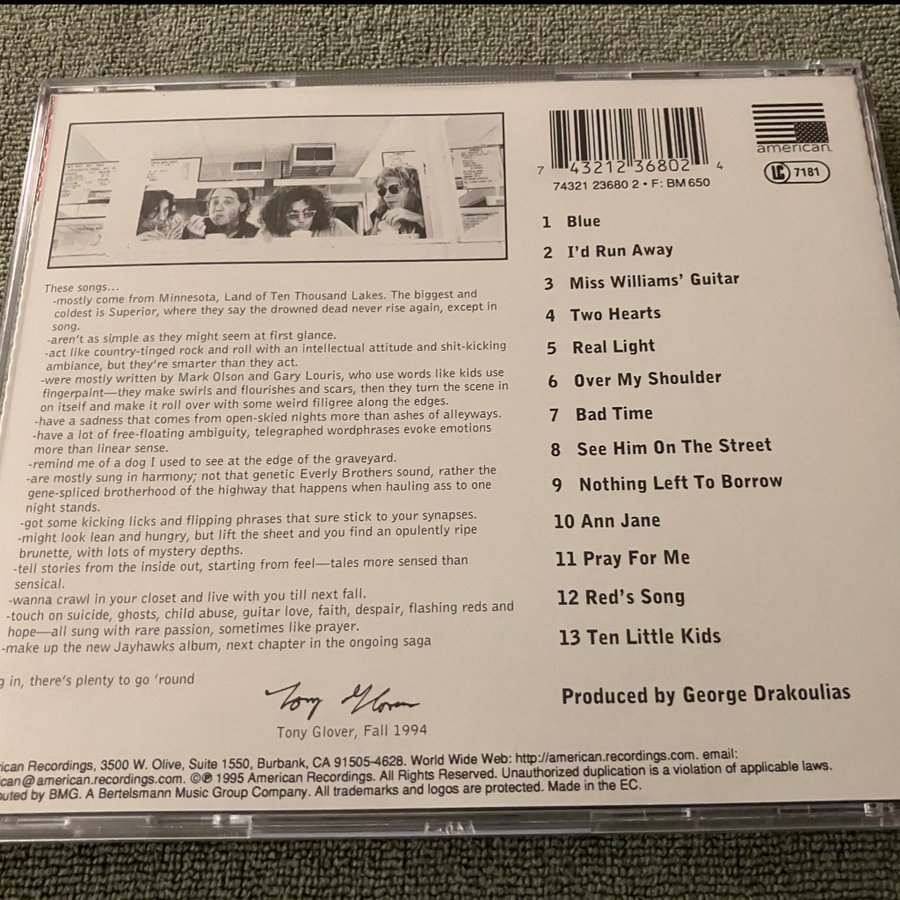 american.
7 43212 36802 4
LC 7181
74321 23680 2 • F: BM 650
These songs...
-mostly come from Minnesota, Land of Ten Thousand Lakes. The biggest and
coldest is Superior, where they say the drowned dead never rise again, except in
song.
-aren't as simple as they might seem at first glance.
-act like country-tinged rock and roll with an intellectual attitude and shit-kicking
ambiance, but they're smarter than they act.
-were mostly written by Mark Olson and Gary Louris, who use words like kids use
fingerpaint—they make swirls and flourishes and scars, then they turn the scene in
on itself and make it roll over with some weird filigree along the edges.
-have a sadness that comes from open-skied nights more than ashes of alleyways.
-have a lot of free-floating ambiguity, telegraphed wordphrases evoke emotions
more than linear sense.
-remind me of a dog I used to see at the edge of the graveyard.
-are mostly sung in harmony; not that genetic Everly Brothers sound, rather the
gene-spliced brotherhood of the highway that happens when hauling ass to one
night stands.
-got some kicking licks and flipping phrases that sure stick to your synapses.
-might look lean and hungry, but lift the sheet and you find an opulently ripe
brunette, with lots of mystery depths.
-tell stories from the inside out, starting from feel—tales more sensed than
sensical.
-wanna crawl in your closet and live with you till next fall.
-touch on suicide, ghosts, child abuse, guitar love, faith, despair, flashing reds and
hope—all sung with rare passion, sometimes like prayer.
-make up the new Jayhawks album, next chapter in the ongoing saga
g in, there's plenty to go 'round
Tony Glover
Tony Glover, Fall 1994
1 Blue
2 I'd Run Away
3 Miss Williams' Guitar
4 Two Hearts
5 Real Light
6 Over My Shoulder
7 Bad Time
8 See Him On The Street
9 Nothing Left To Borrow
10 Ann Jane
11 Pray For Me
12 Red's Song
13 Ten Little Kids
Produced by George Drakoulias
ican Recordings, 3500 W. Olive, Suite 1550, Burbank, CA 91505-4628. World Wide Web: http://american.recordings.com. email:
ican@american.recordings.com. ©℗ 1995 American Recordings. All Rights Reserved. Unauthorized duplication is a violation of applicable laws.
uted by BMG. A Bertelsmann Music Group Company. All trademarks and logos are protected. Made in the EC.